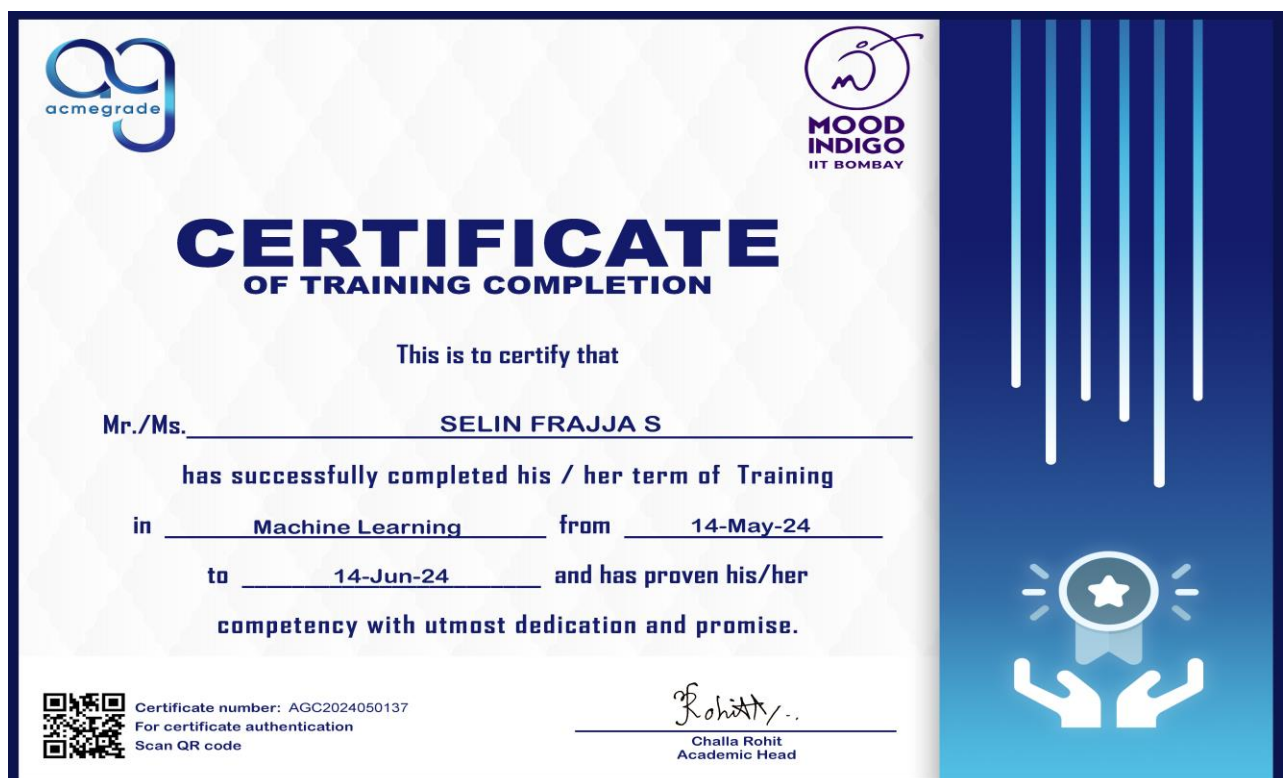 acmegrade
MOOD
INDIGO
IIT BOMBAY
CERTIFICATE
OF TRAINING COMPLETION
This is to certify that
Mr./Ms. SELIN FRAJJA S
has successfully completed his / her term of Training
in Machine Learning from 14-May-24
to 14-Jun-24 and has proven his/her
competency with utmost dedication and promise.
Certificate number: AGC2024050137
For certificate authentication
Scan QR code
Rohit
Challa Rohit
Academic Head